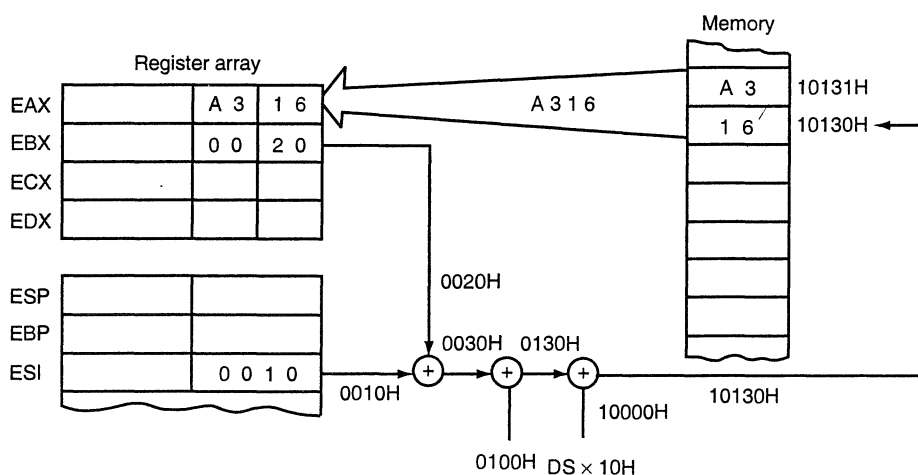 Memory
Register array
EAX A 3 1 6
A 3 1 6
A 3 10131H
1 6 10130H
EBX 0 0 2 0
ECX
EDX
ESP
0020H
EBP
ESI 0 0 1 0
0030H
0130H
0010H
+ + +
10000H
10130H
0100H
DS × 10H